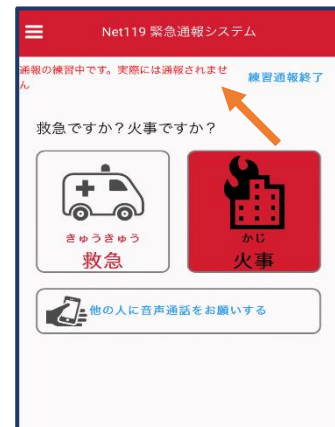 Net119 緊急通報システム
通報の練習中です。実際には通報されませ
ん
練習通報終了
救急ですか？火事ですか？
きゅうきゅう
救急
かじ
火事
他の人に音声通話をお願いする